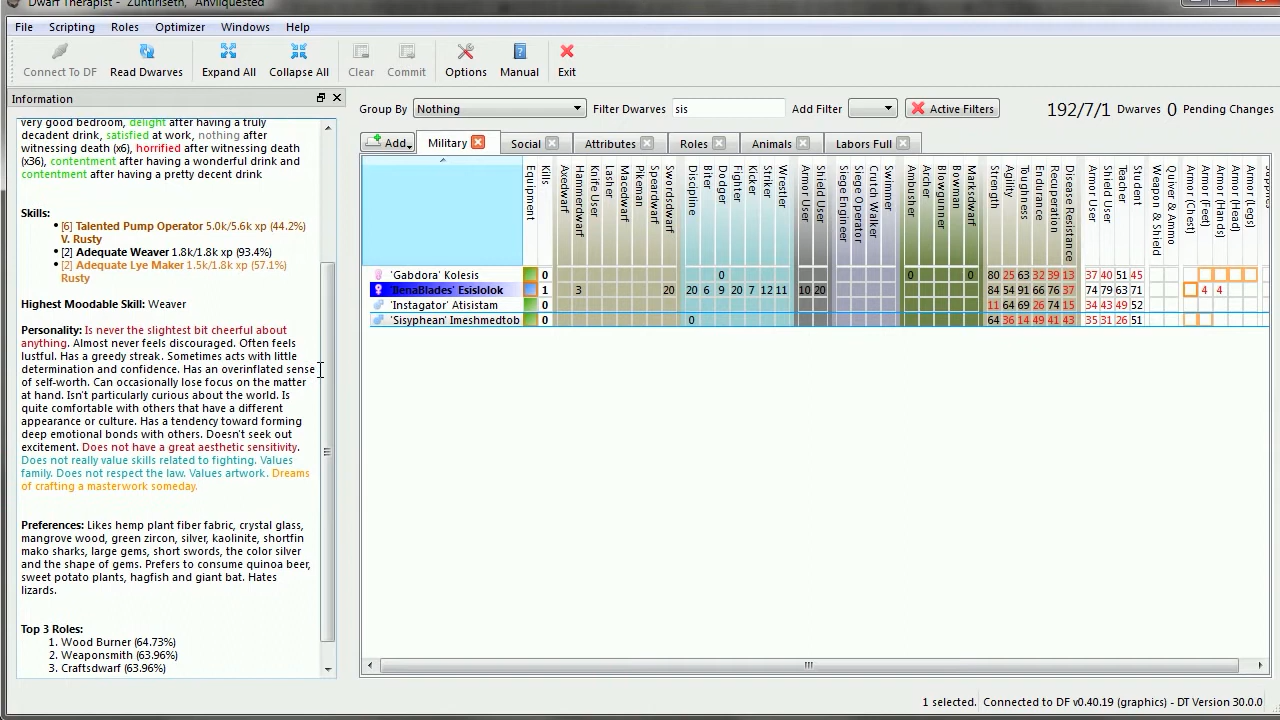 Dwarf Therapist - Zuntîriseth, "Anvilquested"
File Scripting Roles Optimizer Windows Help
Connect To DF Read Dwarves Expand All Collapse All Clear Commit Options Manual Exit
Information
very good bedroom, delight after having a truly
decadent drink, satisfied at work, nothing after
witnessing death (x6), horrified after witnessing death
(x36), contentment after having a wonderful drink and
contentment after having a pretty decent drink
Skills:
• [6] Talented Pump Operator 5.0k/5.6k xp (44.2%)
V. Rusty
• [2] Adequate Weaver 1.8k/1.8k xp (93.4%)
• [2] Adequate Lye Maker 1.5k/1.8k xp (57.1%)
Rusty
Highest Moodable Skill: Weaver
Personality: Is never the slightest bit cheerful about
anything. Almost never feels discouraged. Often feels
lustful. Has a greedy streak. Sometimes acts with little
determination and confidence. Has an overinflated sense
of self-worth. Can occasionally lose focus on the matter
at hand. Isn't particularly curious about the world. Is
quite comfortable with others that have a different
appearance or culture. Has a tendency toward forming
deep emotional bonds with others. Doesn't seek out
excitement. Does not have a great aesthetic sensitivity.
Does not really value skills related to fighting. Values
family. Does not respect the law. Values artwork. Dreams
of crafting a masterwork someday.
Preferences: Likes hemp plant fiber fabric, crystal glass,
mangrove wood, green zircon, silver, kaolinite, shortfin
mako sharks, large gems, short swords, the color silver
and the shape of gems. Prefers to consume quinoa beer,
sweet potato plants, hagfish and giant bat. Hates
lizards.
Top 3 Roles:
1. Wood Burner (64.73%)
2. Weaponsmith (63.96%)
3. Craftsdwarf (63.96%)
Group By Nothing Filter Dwarves sis Add Filter Active Filters 192/7/1 Dwarves 0 Pending Changes
Add Military Social Attributes Roles Animals Labors Full
Equipment Kills Axedwarf Hammerdwarf Knife User Lasher Macedwarf Pikeman Speardwarf Swordsdwarf Discipline Biter Dodger Fighter Kicker Striker Wrestler Armor User Shield User Siege Engineer Siege Operator Crutch Walker Swimmer Ambusher Archer Blowgunner Bowman Marksdwarf Strength Agility Toughness Endurance Recuperation Disease Resistance Armor User Shield User Teacher Student Weapon & Shield Quiver & Ammo Armor (Chest) Armor (Feet) Armor (Hands) Armor (Head) Armor (Legs)
'Gabdora' Kolesis 0 0 0 0 80 25 63 32 39 13 37 40 51 45
'BenaBlades' Esislolok 1 3 20 20 6 9 20 7 12 11 10 20 84 54 91 66 76 37 74 79 63 71 4 4
'Instagator' Atisistam 0 11 64 69 26 74 15 34 43 49 52
'Sisyphean' Imeshmedtob 0 0 64 36 14 49 41 43 35 31 26 51
1 selected. Connected to DF v0.40.19 (graphics) - DT Version 30.0.0